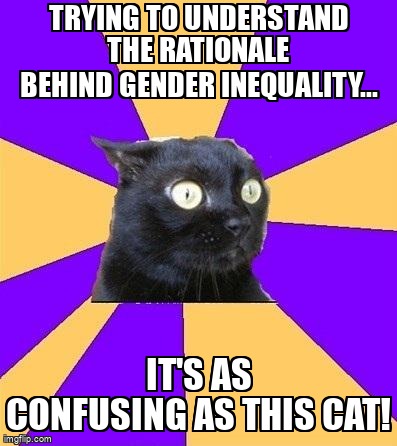 TRYING TO UNDERSTAND
THE RATIONALE
BEHIND GENDER INEQUALITY...
IT'S AS
CONFUSING AS THIS CAT!
imgflip.com